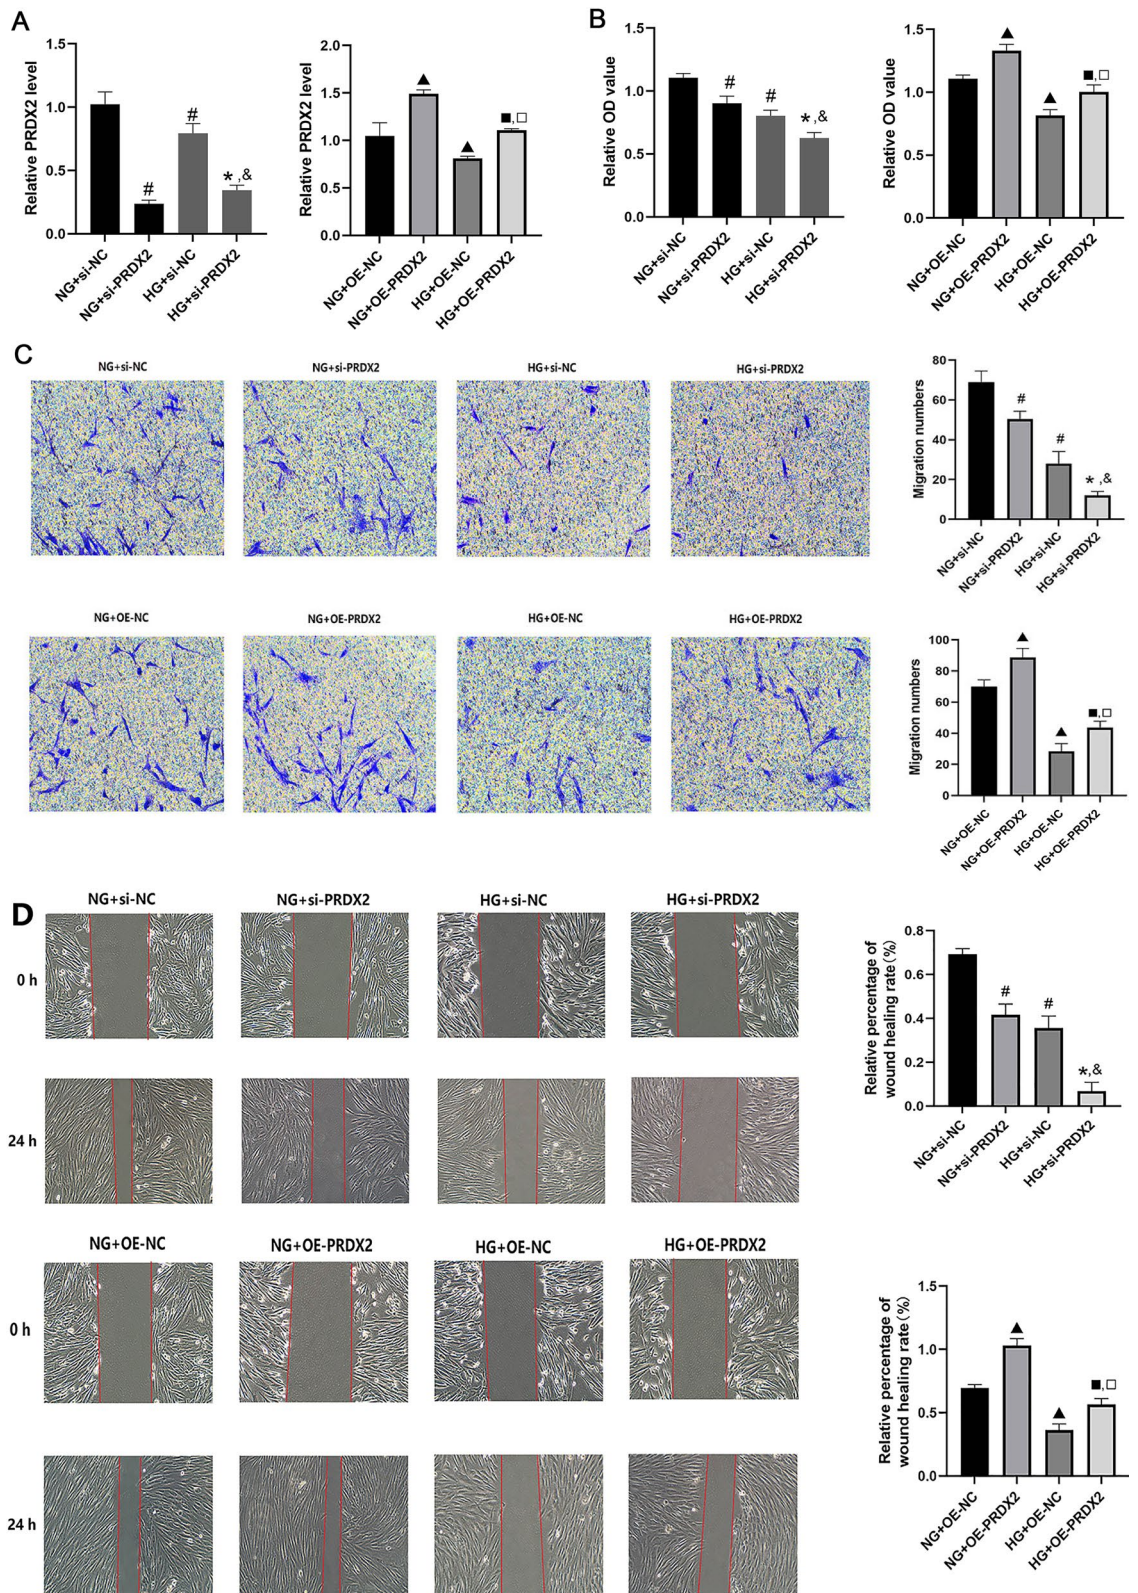 A
Relative PRDX2 level
1.5
1.0
0.5
0.0
#
#
*,&
NG+si-NC
NG+si-PRDX2
HG+si-NC
HG+si-PRDX2
Relative PRDX2 level
2.0
1.5
1.0
0.5
0.0
▲
▲
■,□
NG+OE-NC
NG+OE-PRDX2
HG+OE-NC
HG+OE-PRDX2
B
Relative OD value
1.5
1.0
0.5
0.0
#
#
*,&
NG+si-NC
NG+si-PRDX2
HG+si-NC
HG+si-PRDX2
Relative OD value
1.5
1.0
0.5
0.0
▲
▲
■,□
NG+OE-NC
NG+OE-PRDX2
HG+OE-NC
HG+OE-PRDX2
C
NG+si-NC
NG+si-PRDX2
HG+si-NC
HG+si-PRDX2
Migration numbers
80
60
40
20
0
#
#
*,&
NG+si-NC
NG+si-PRDX2
HG+si-NC
HG+si-PRDX2
NG+OE-NC
NG+OE-PRDX2
HG+OE-NC
HG+OE-PRDX2
Migration numbers
100
80
60
40
20
0
▲
▲
■,□
NG+OE-NC
NG+OE-PRDX2
HG+OE-NC
HG+OE-PRDX2
D
NG+si-NC
NG+si-PRDX2
HG+si-NC
HG+si-PRDX2
0 h
24 h
Relative percentage of
wound healing rate(%)
0.8
0.6
0.4
0.2
0.0
#
#
*,&
NG+si-NC
NG+si-PRDX2
HG+si-NC
HG+si-PRDX2
NG+OE-NC
NG+OE-PRDX2
HG+OE-NC
HG+OE-PRDX2
0 h
24 h
Relative percentage of
wound healing rate(%)
1.5
1.0
0.5
0.0
▲
▲
■,□
NG+OE-NC
NG+OE-PRDX2
HG+OE-NC
HG+OE-PRDX2